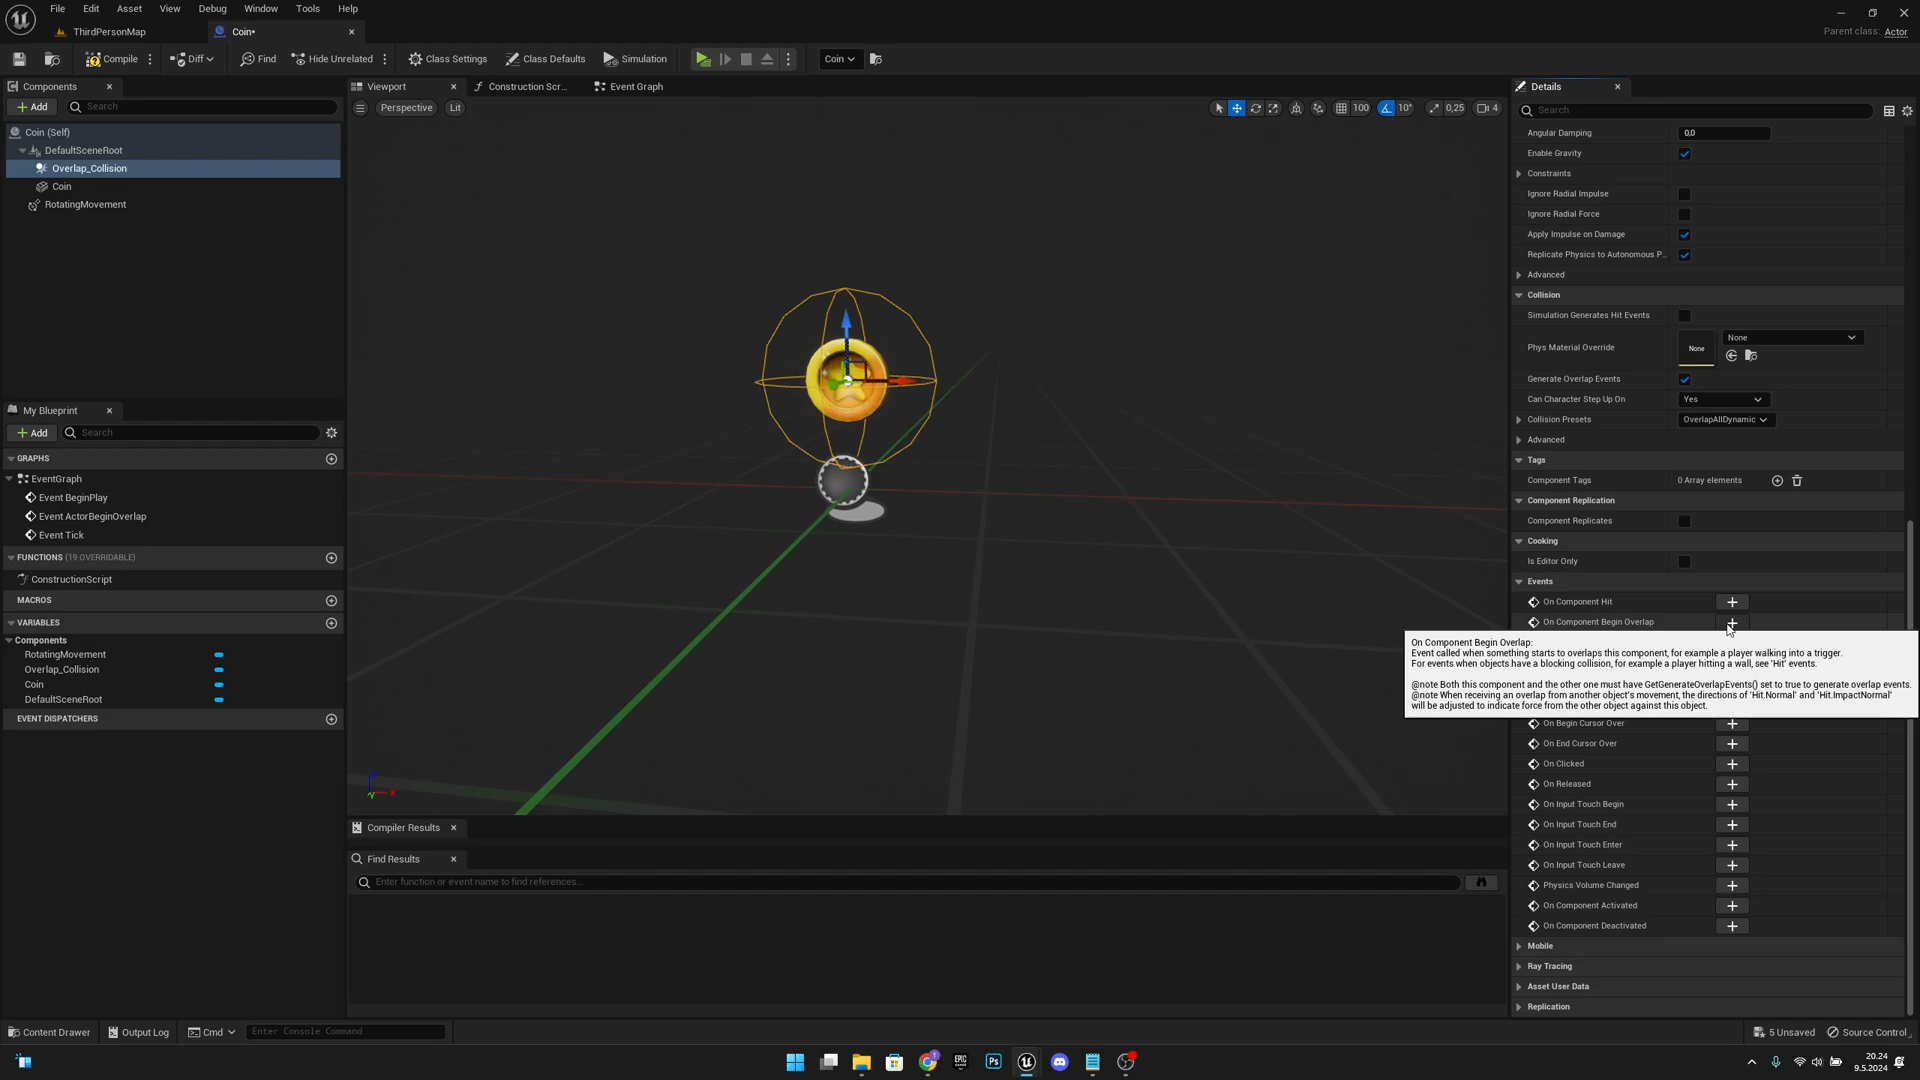 File Edit Asset View Debug Window Tools Help
ThirdPersonMap
Coin*
Parent class: Actor
Compile
Diff
Find
Hide Unrelated
Class Settings
Class Defaults
Simulation
Coin
Components
Viewport
Construction Scr...
Event Graph
Details
Add
Search
Perspective
Lit
100
10°
0,25
4
Search
Coin (Self)
DefaultSceneRoot
Overlap_Collision
Coin
RotatingMovement
Angular Damping 0.0
Enable Gravity
Constraints
Ignore Radial Impulse
Ignore Radial Force
Apply Impulse on Damage
Replicate Physics to Autonomous P...
Advanced
Collision
Simulation Generates Hit Events
Phys Material Override None None
Generate Overlap Events
Can Character Step Up On Yes
Collision Presets OverlapAllDynamic
Advanced
Tags
Component Tags 0 Array elements
Component Replication
Component Replicates
Cooking
Is Editor Only
Events
On Component Hit
On Component Begin Overlap
On Component Begin Overlap:
Event called when something starts to overlaps this component, for example a player walking into a trigger.
For events when objects have a blocking collision, for example a player hitting a wall, see 'Hit' events.
@note Both this component and the other one must have GetGenerateOverlapEvents() set to true to generate overlap events.
@note When receiving an overlap from another object's movement, the directions of 'Hit.Normal' and 'Hit.ImpactNormal'
will be adjusted to indicate force from the other object against this object.
On Begin Cursor Over
On End Cursor Over
On Clicked
On Released
On Input Touch Begin
On Input Touch End
On Input Touch Enter
On Input Touch Leave
Physics Volume Changed
On Component Activated
On Component Deactivated
Mobile
Ray Tracing
Asset User Data
Replication
My Blueprint
Add
Search
GRAPHS
EventGraph
Event BeginPlay
Event ActorBeginOverlap
Event Tick
FUNCTIONS (19 OVERRIDABLE)
ConstructionScript
MACROS
VARIABLES
Components
RotatingMovement
Overlap_Collision
Coin
DefaultSceneRoot
EVENT DISPATCHERS
X
Y
Compiler Results
Find Results
Enter function or event name to find references...
Content Drawer
Output Log
Cmd
Enter Console Command
5 Unsaved
Source Control
EPIC
Ps
20.24
9.5.2024